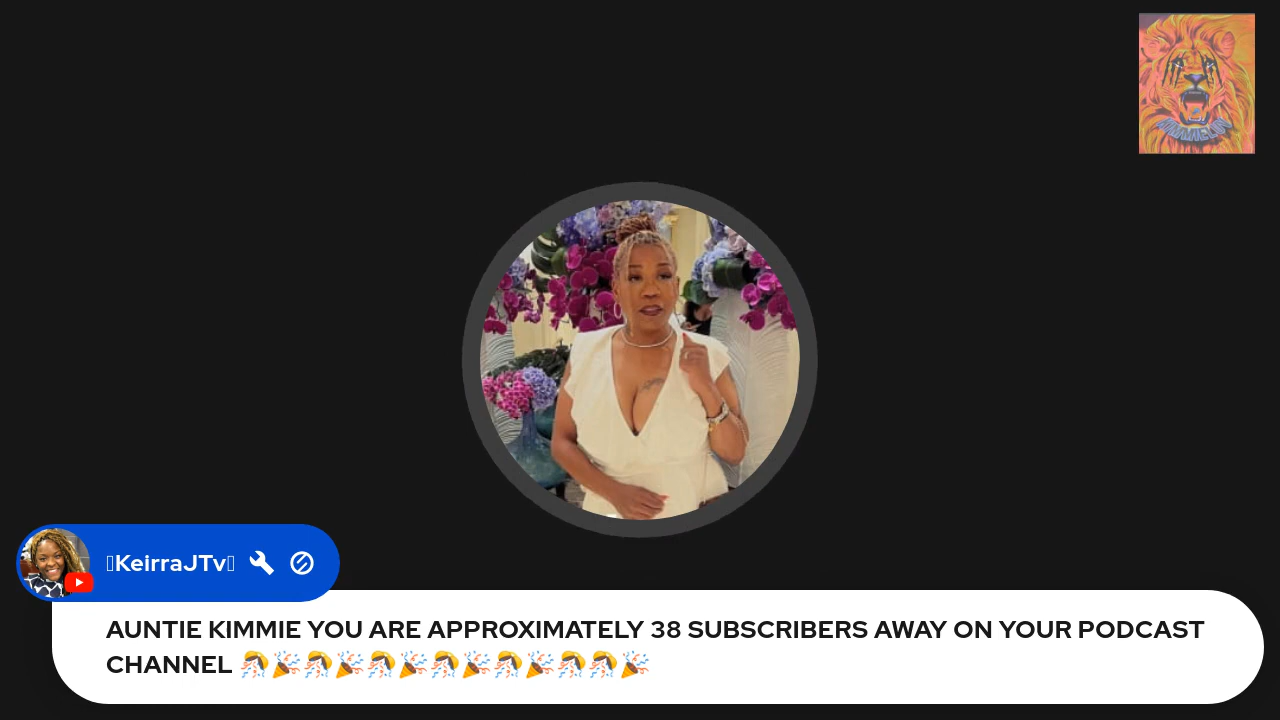 KeirraJTv
AUNTIE KIMMIE YOU ARE APPROXIMATELY 38 SUBSCRIBERS AWAY ON YOUR PODCAST
CHANNEL 🎊🎉🎊🎉🎊🎉🎊🎉🎊🎉🎊🎊🎉